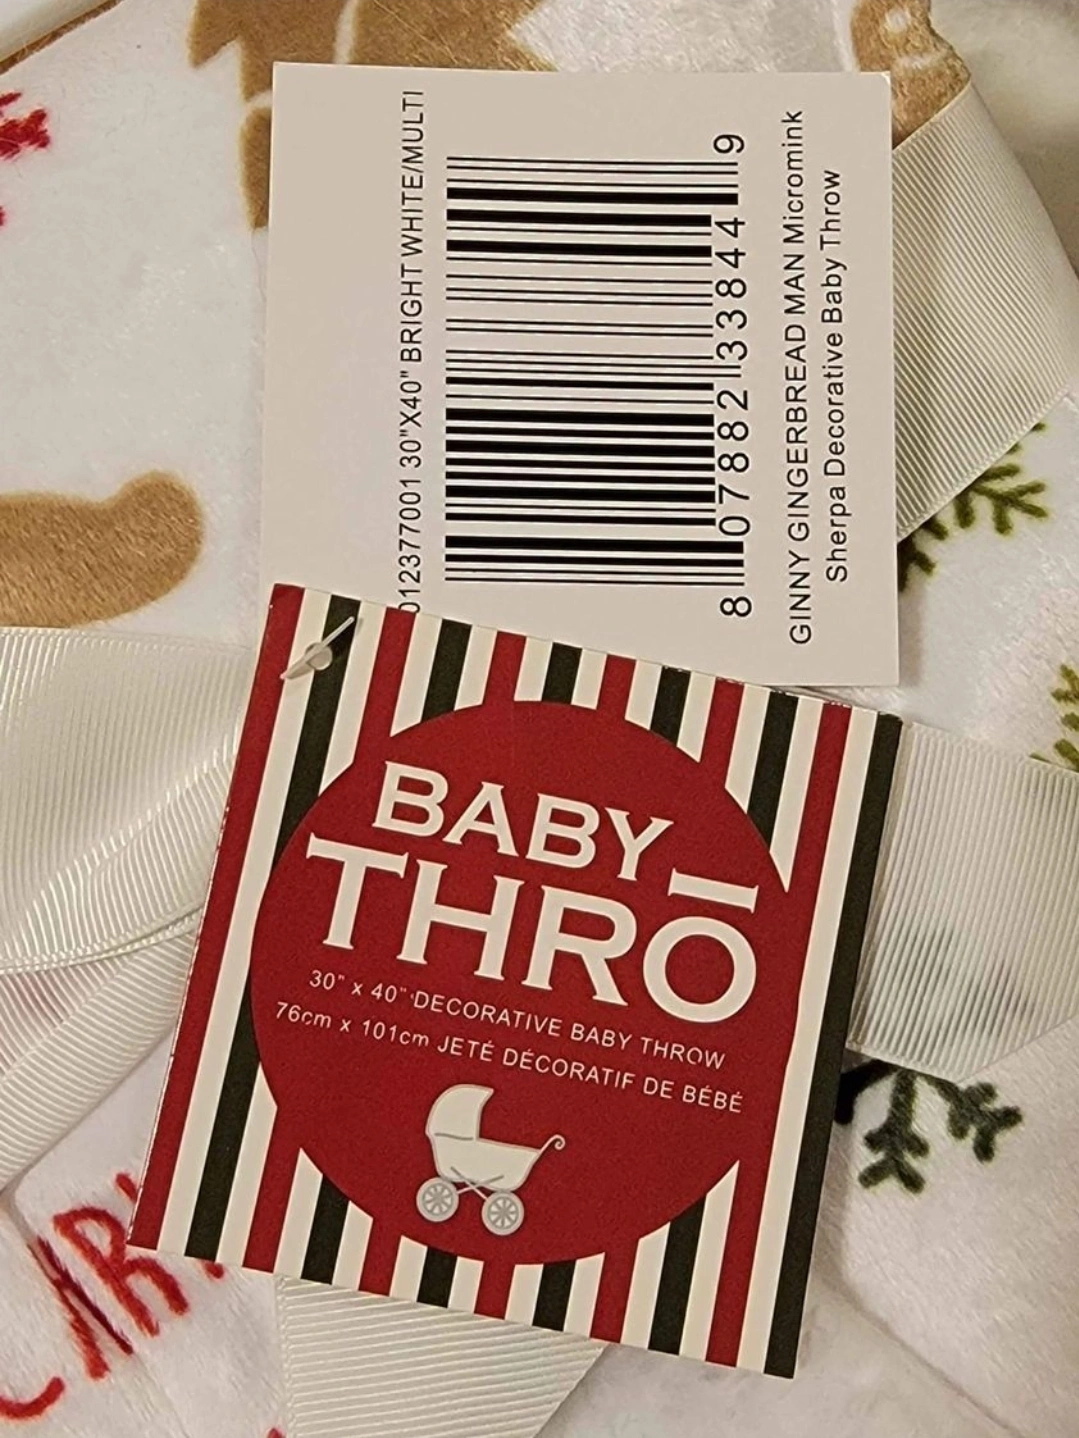 012377001 30"X40" BRIGHT WHITE/MULTI
8 07882 33844 9
GINNY GINGERBREAD MAN Micromink
Sherpa Decorative Baby Throw
BABY
THRŌ
30" x 40" DECORATIVE BABY THROW
76cm x 101cm JETÉ DÉCORATIF DE BÉBÉ